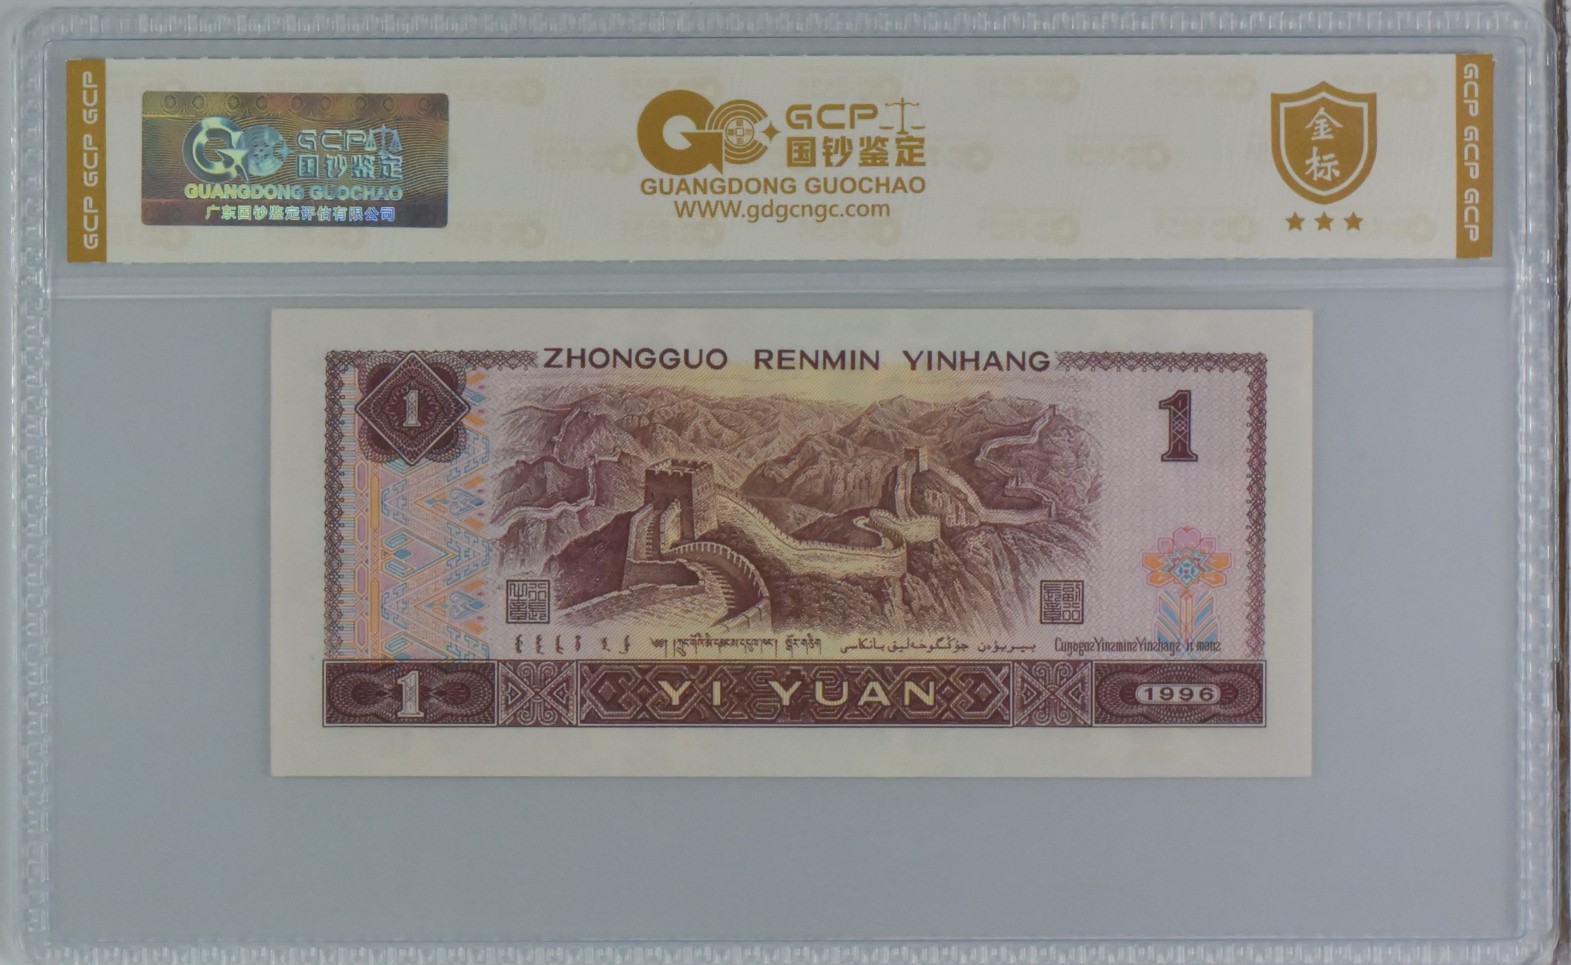 GCP GCP GCP
GCP
国钞鉴定
GUANGDONG GUOCHAO
广东国钞鉴定评估有限公司
GCP
国钞鉴定
GUANGDONG GUOCHAO
WWW.gdgcngc.com
金
标
GCP GCP GCP
ZHONGGUO RENMIN YINHANG
1
1
1
YI YUAN
1996